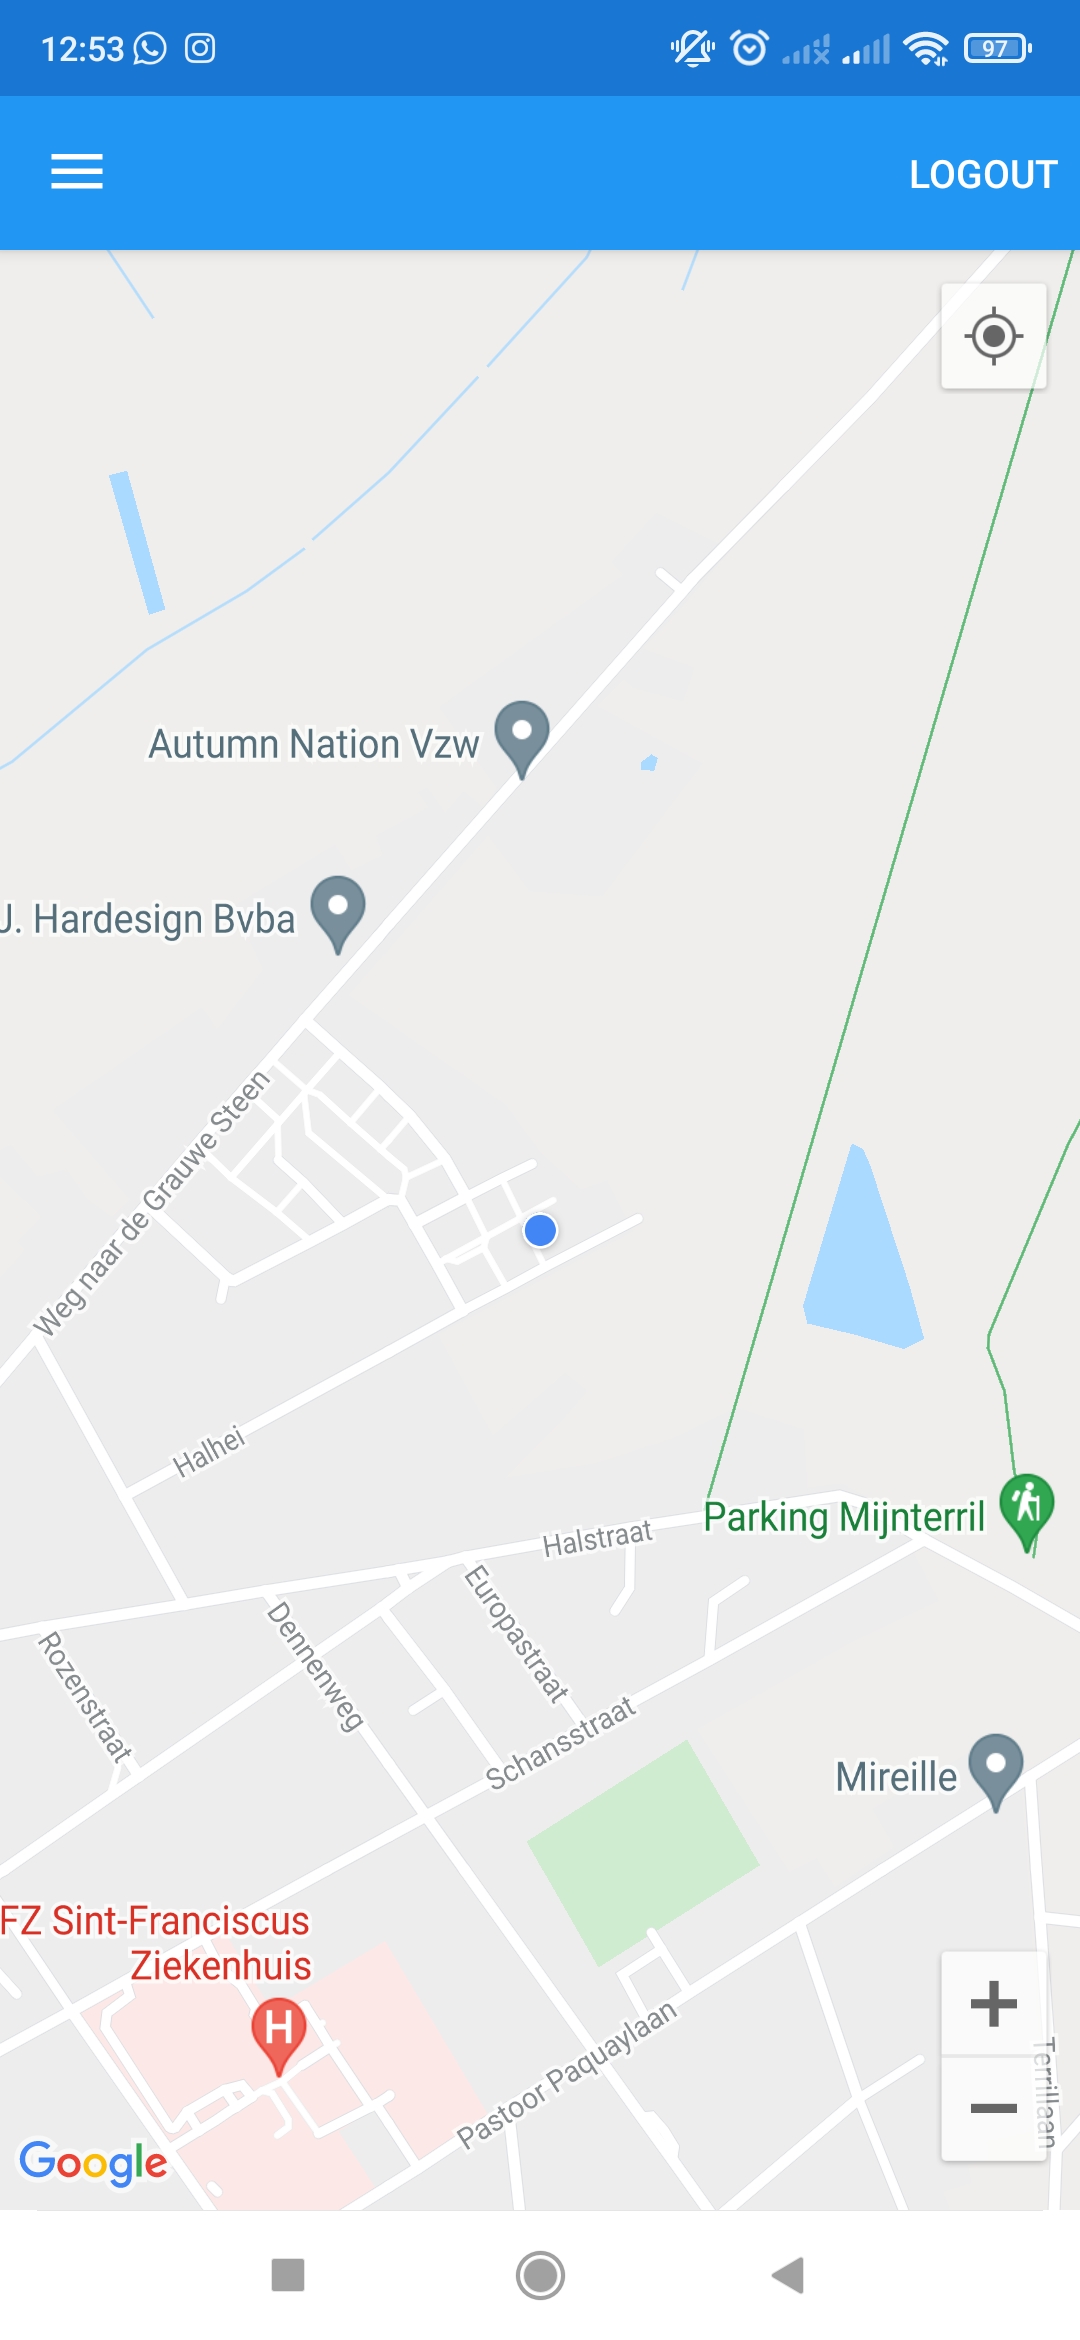 12:53
97
LOGOUT
Autumn Nation Vzw
J. Hardesign Bvba
Weg naar de Grauwe Steen
Halhei
Parking Mijnterril
Halstraat
Europastraat
Dennenweg
Rozenstraat
Schansstraat
Mireille
FZ Sint-Franciscus
Ziekenhuis
H
Pastoor Paquaylaan
Terrillaan
Google